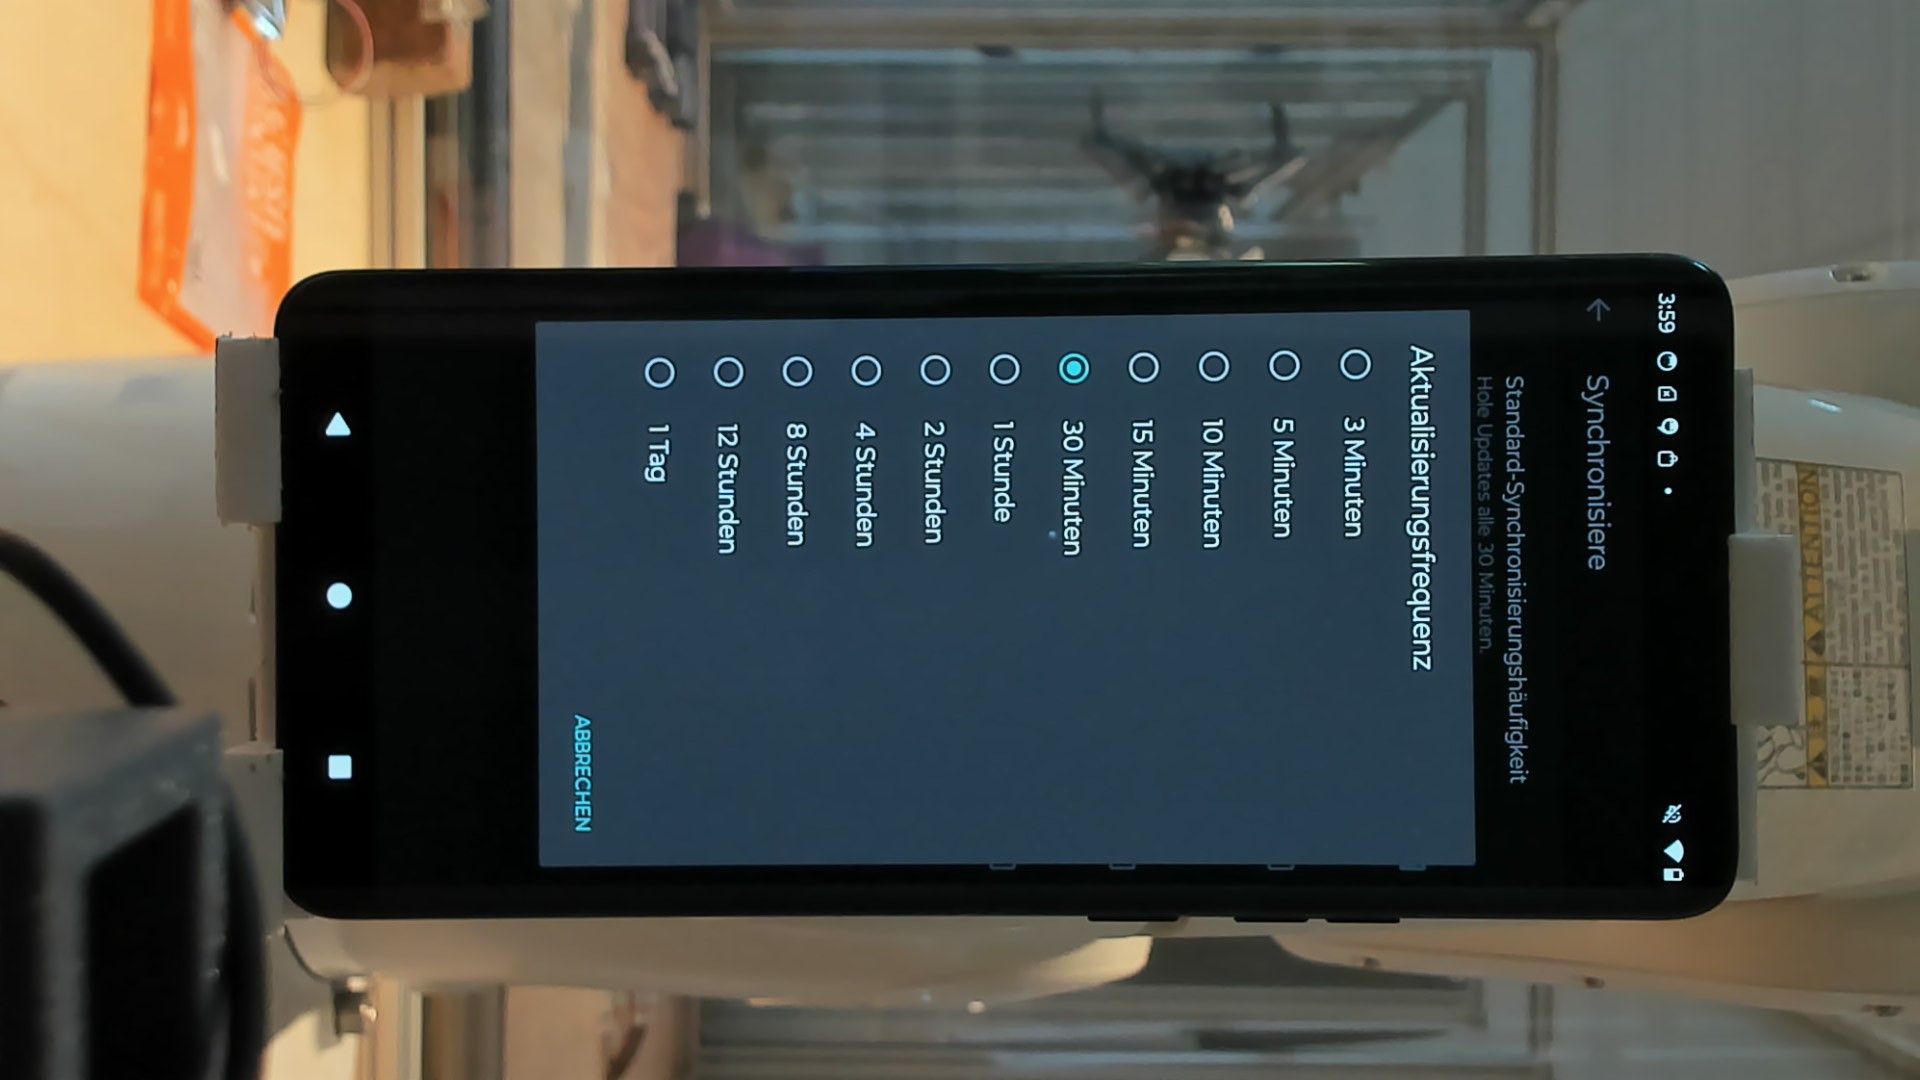 3:59
Synchronisiere
Standard-Synchronisierungshäufigkeit
Hole Updates alle 30 Minuten.
Aktualisierungsfrequenz
3 Minuten
5 Minuten
10 Minuten
15 Minuten
30 Minuten
1 Stunde
2 Stunden
4 Stunden
8 Stunden
12 Stunden
1 Tag
ABBRECHEN
ATTENTION